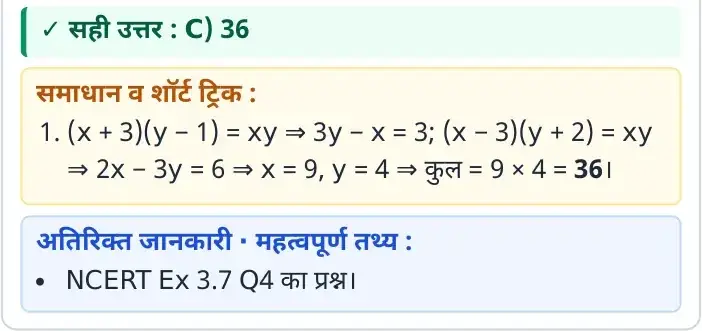 ✓ सही उत्तर : C) 36
समाधान व शॉर्ट ट्रिक :
1. (x + 3)(y − 1) = xy ⇒ 3y − x = 3; (x − 3)(y + 2) = xy
⇒ 2x − 3y = 6 ⇒ x = 9, y = 4 ⇒ कुल = 9 × 4 = 36।
अतिरिक्त जानकारी · महत्वपूर्ण तथ्य :
• NCERT Ex 3.7 Q4 का प्रश्न।